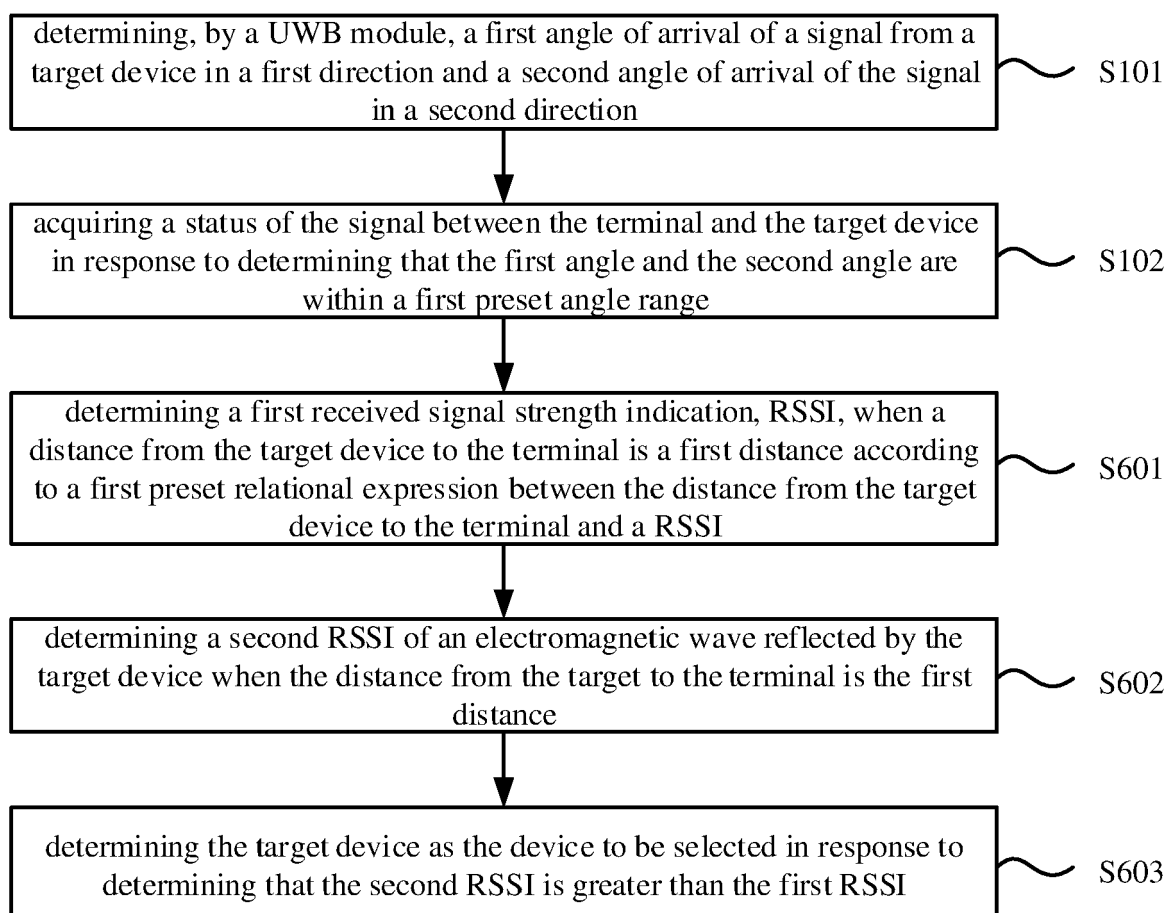 determining, by a UWB module, a first angle of arrival of a signal from a
target device in a first direction and a second angle of arrival of the signal
in a second direction
S101
acquiring a status of the signal between the terminal and the target device
in response to determining that the first angle and the second angle are
within a first preset angle range
S102
determining a first received signal strength indication, RSSI, when a
distance from the target device to the terminal is a first distance according
to a first preset relational expression between the distance from the target
device to the terminal and a RSSI
S601
determining a second RSSI of an electromagnetic wave reflected by the
target device when the distance from the target to the terminal is the first
distance
S602
determining the target device as the device to be selected in response to
determining that the second RSSI is greater than the first RSSI
S603